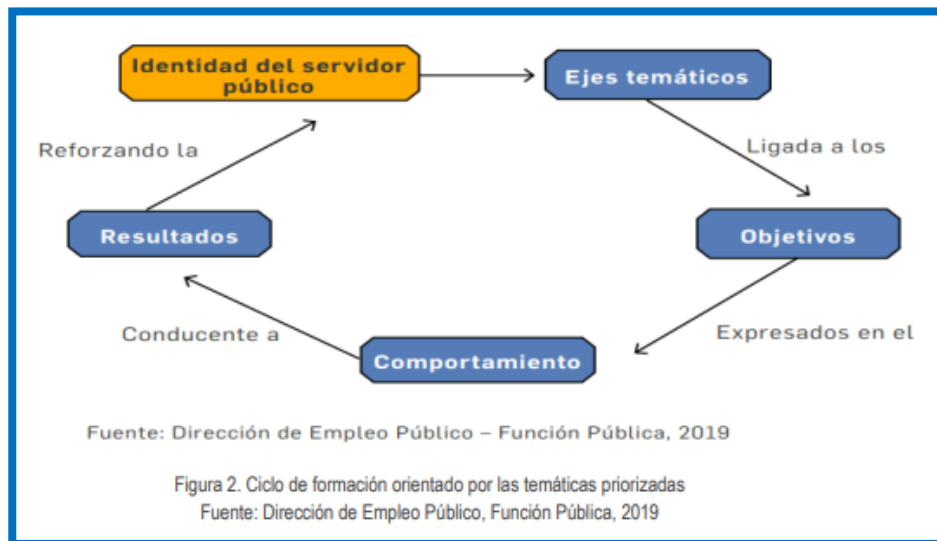 Identidad del servidor
público
Ejes temáticos
Reforzando la
Ligada a los
Resultados
Objetivos
Conducente a
Expresados en el
Comportamiento
Fuente: Dirección de Empleo Público – Función Pública, 2019
Figura 2. Ciclo de formación orientado por las temáticas priorizadas
Fuente: Dirección de Empleo Público, Función Pública, 2019